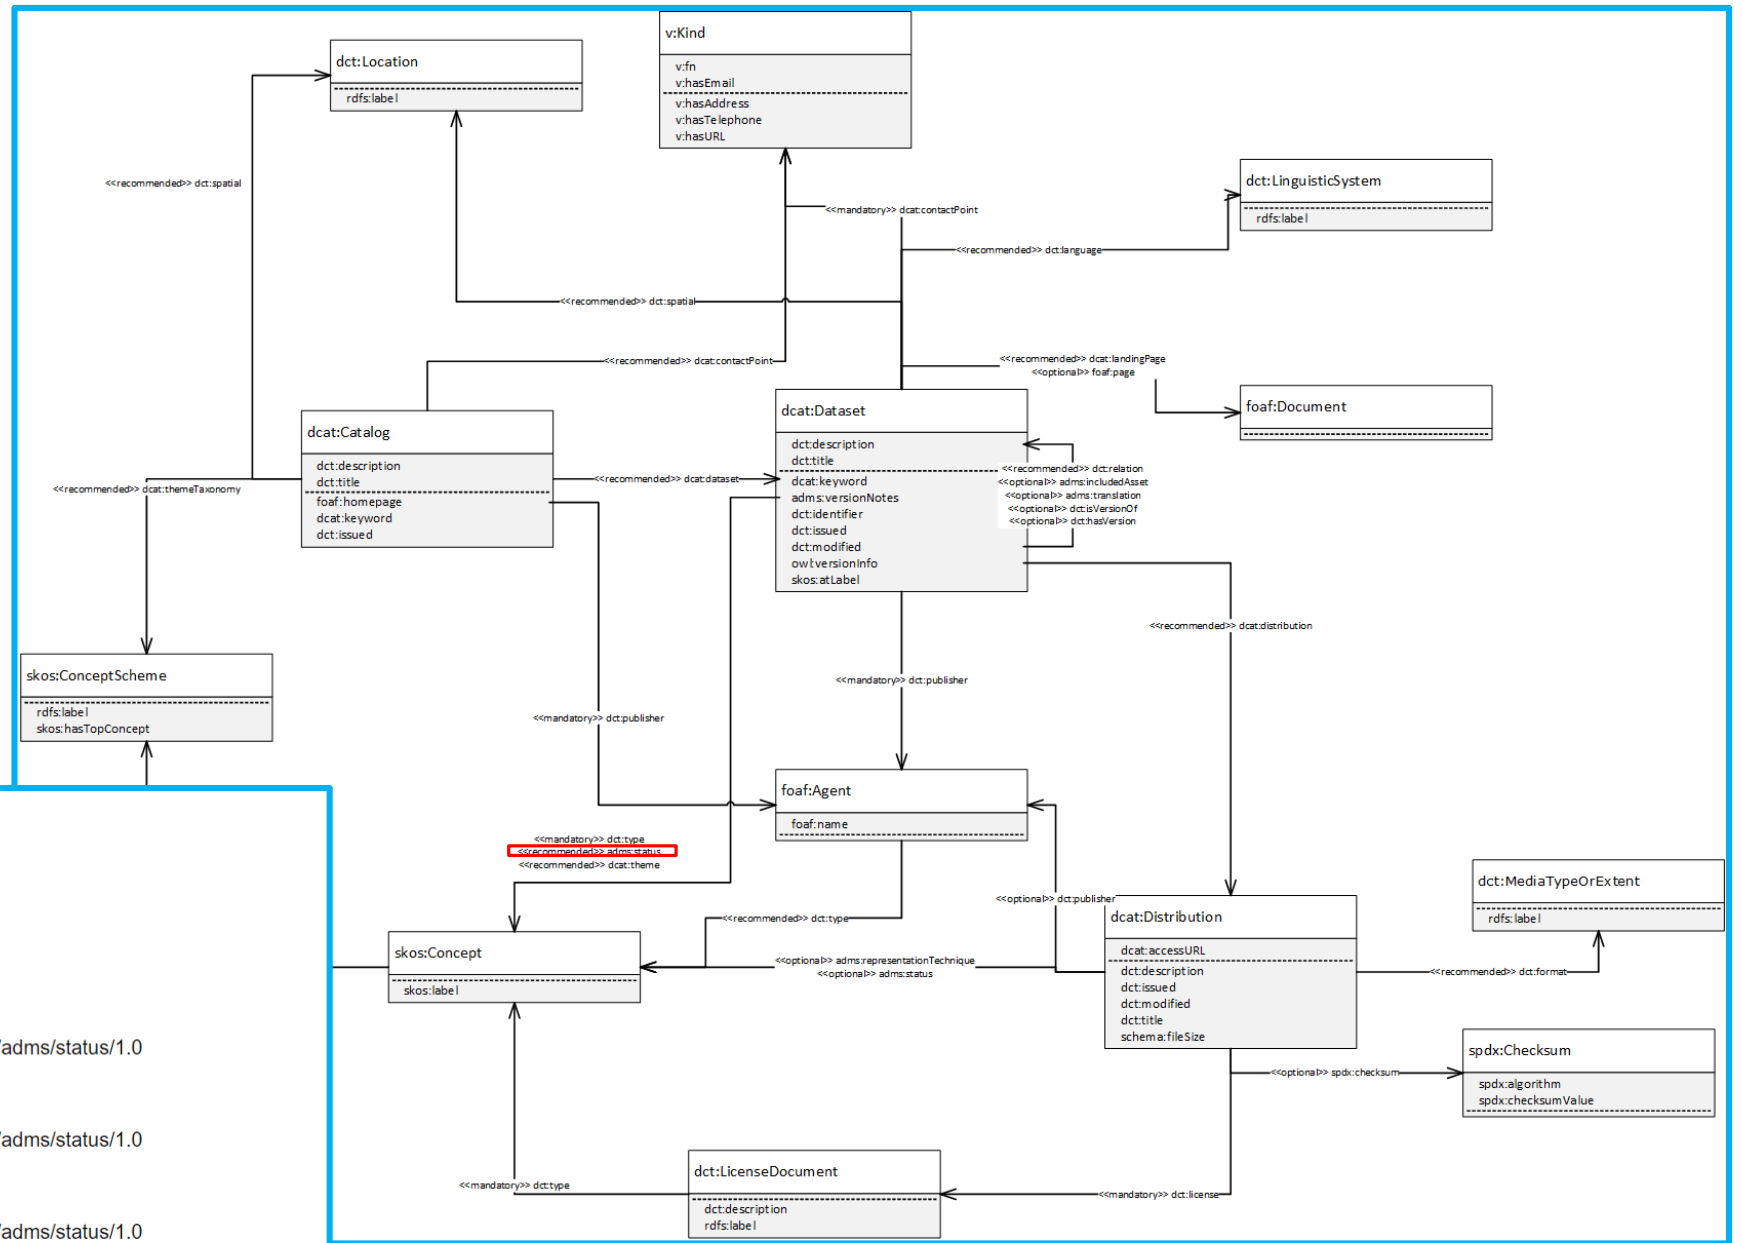 v:Kind
v:fn
v:hasEmail
v:hasAddress
v:hasTelephone
v:hasURL
dct:Location
rdfs:label
dct:LinguisticSystem
rdfs:label
<<recommended>> dct:spatial
<<mandatory>> dcat:contactPoint
<<recommended>> dct:language
<<recommended>> dct:spatial
<<recommended>> dcat:contactPoint
<<recommended>> dcat:landingPage
<<optional>> foaf:page
foaf:Document
dcat:Catalog
dct:description
dct:title
foaf:homepage
dcat:keyword
dct:issued
<<recommended>> dcat:dataset
dcat:Dataset
dct:description
dct:title
dcat:keyword
adms:versionNotes
dct:identifier
dct:issued
dct:modified
owl:versionInfo
skos:atLabel
<<recommended>> dct:relation
<<optional>> adms:includedAsset
<<optional>> adms:translation
<<optional>> dct:isVersionOf
<<optional>> dct:hasVersion
<<recommended>> dcat:themeTaxonomy
<<recommended>> dcat:distribution
skos:ConceptScheme
rdfs:label
skos:hasTopConcept
<<mandatory>> dct:publisher
<<mandatory>> dct:publisher
foaf:Agent
foaf:name
<<mandatory>> dct:type
<<recommended>> adms:status
<<recommended>> dcat:theme
<<recommended>> dct:type
<<optional>> dct:publisher
dcat:Distribution
dcat:accessURL
dct:description
dct:issued
dct:modified
dct:title
schema:fileSize
dct:MediaTypeOrExtent
rdfs:label
<<recommended>> dct:format
skos:Concept
skos:label
<<optional>> adms:representationTechnique
<<optional>> adms:status
spdx:Checksum
spdx:algorithm
spdx:checksumValue
<<optional>> spdx:checksum
/adms/status/1.0
/adms/status/1.0
/adms/status/1.0
<<mandatory>> dct:type
dct:LicenseDocument
dct:description
rdfs:label
<<mandatory>> dct:license